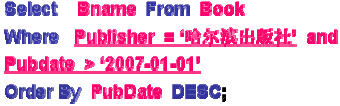 Select Bname From Book
Where Publisher = ‘哈尔滨出版社’ and
Pubdate > ‘2007-01-01’
Order By PubDate DESC;